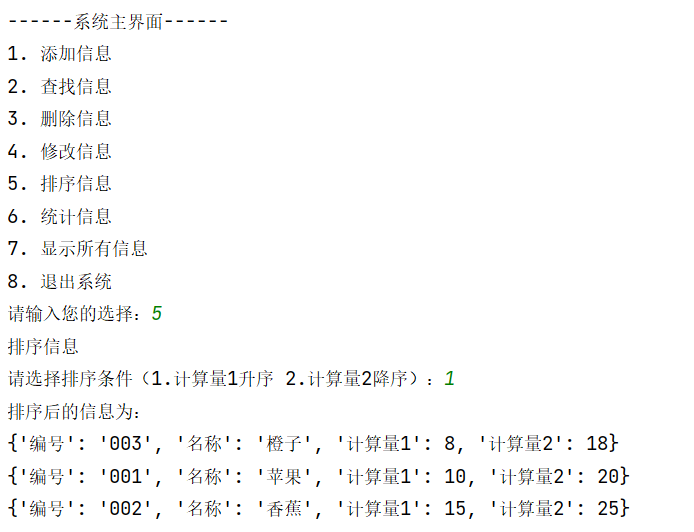 ------系统主界面------
1. 添加信息
2. 查找信息
3. 删除信息
4. 修改信息
5. 排序信息
6. 统计信息
7. 显示所有信息
8. 退出系统
请输入您的选择：5
排序信息
请选择排序条件（1.计算量1升序 2.计算量2降序）：1
排序后的信息为：
{'编号': '003', '名称': '橙子', '计算量1': 8, '计算量2': 18}
{'编号': '001', '名称': '苹果', '计算量1': 10, '计算量2': 20}
{'编号': '002', '名称': '香蕉', '计算量1': 15, '计算量2': 25}